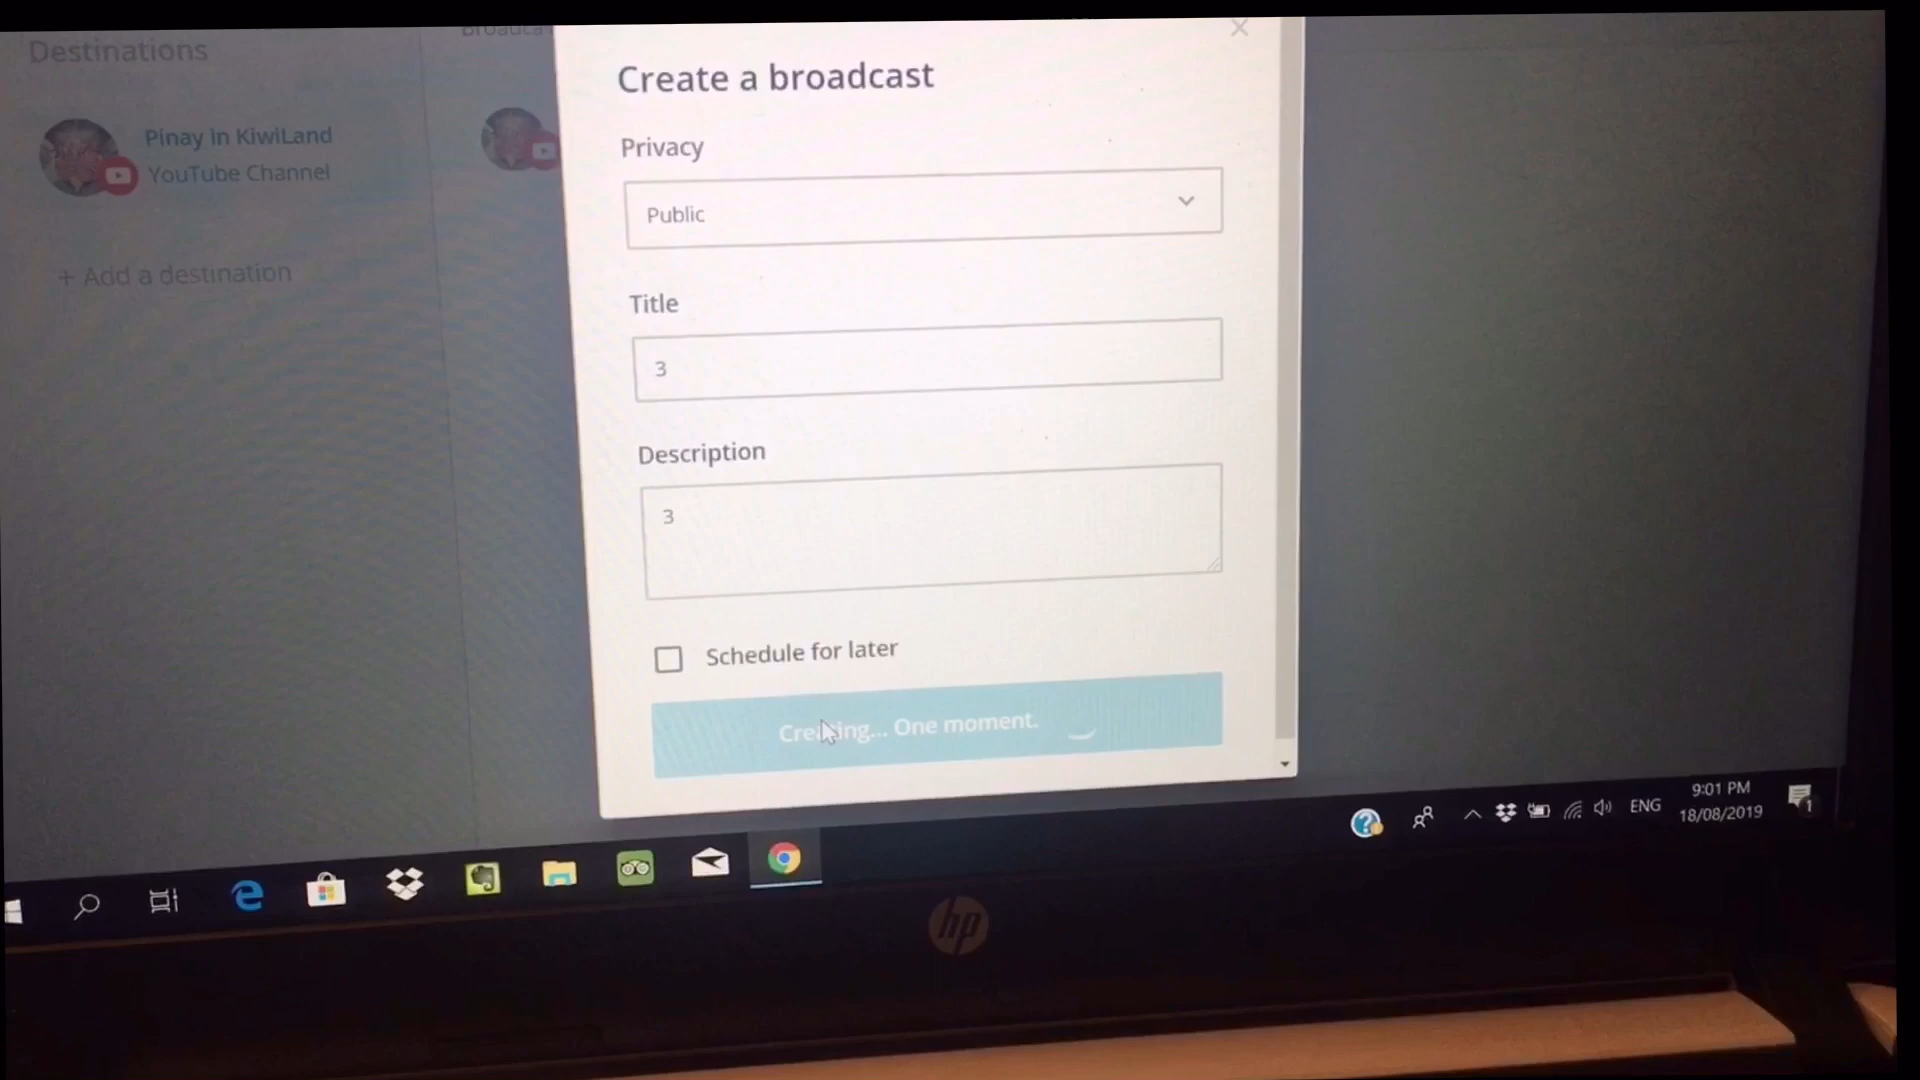 Destinations
Pinay in KiwiLand
YouTube Channel
+ Add a destination
Create a broadcast
Privacy
Public
Title
3
Description
3
Schedule for later
Creating... One moment.
ENG
9:01 PM
18/08/2019
1
hp